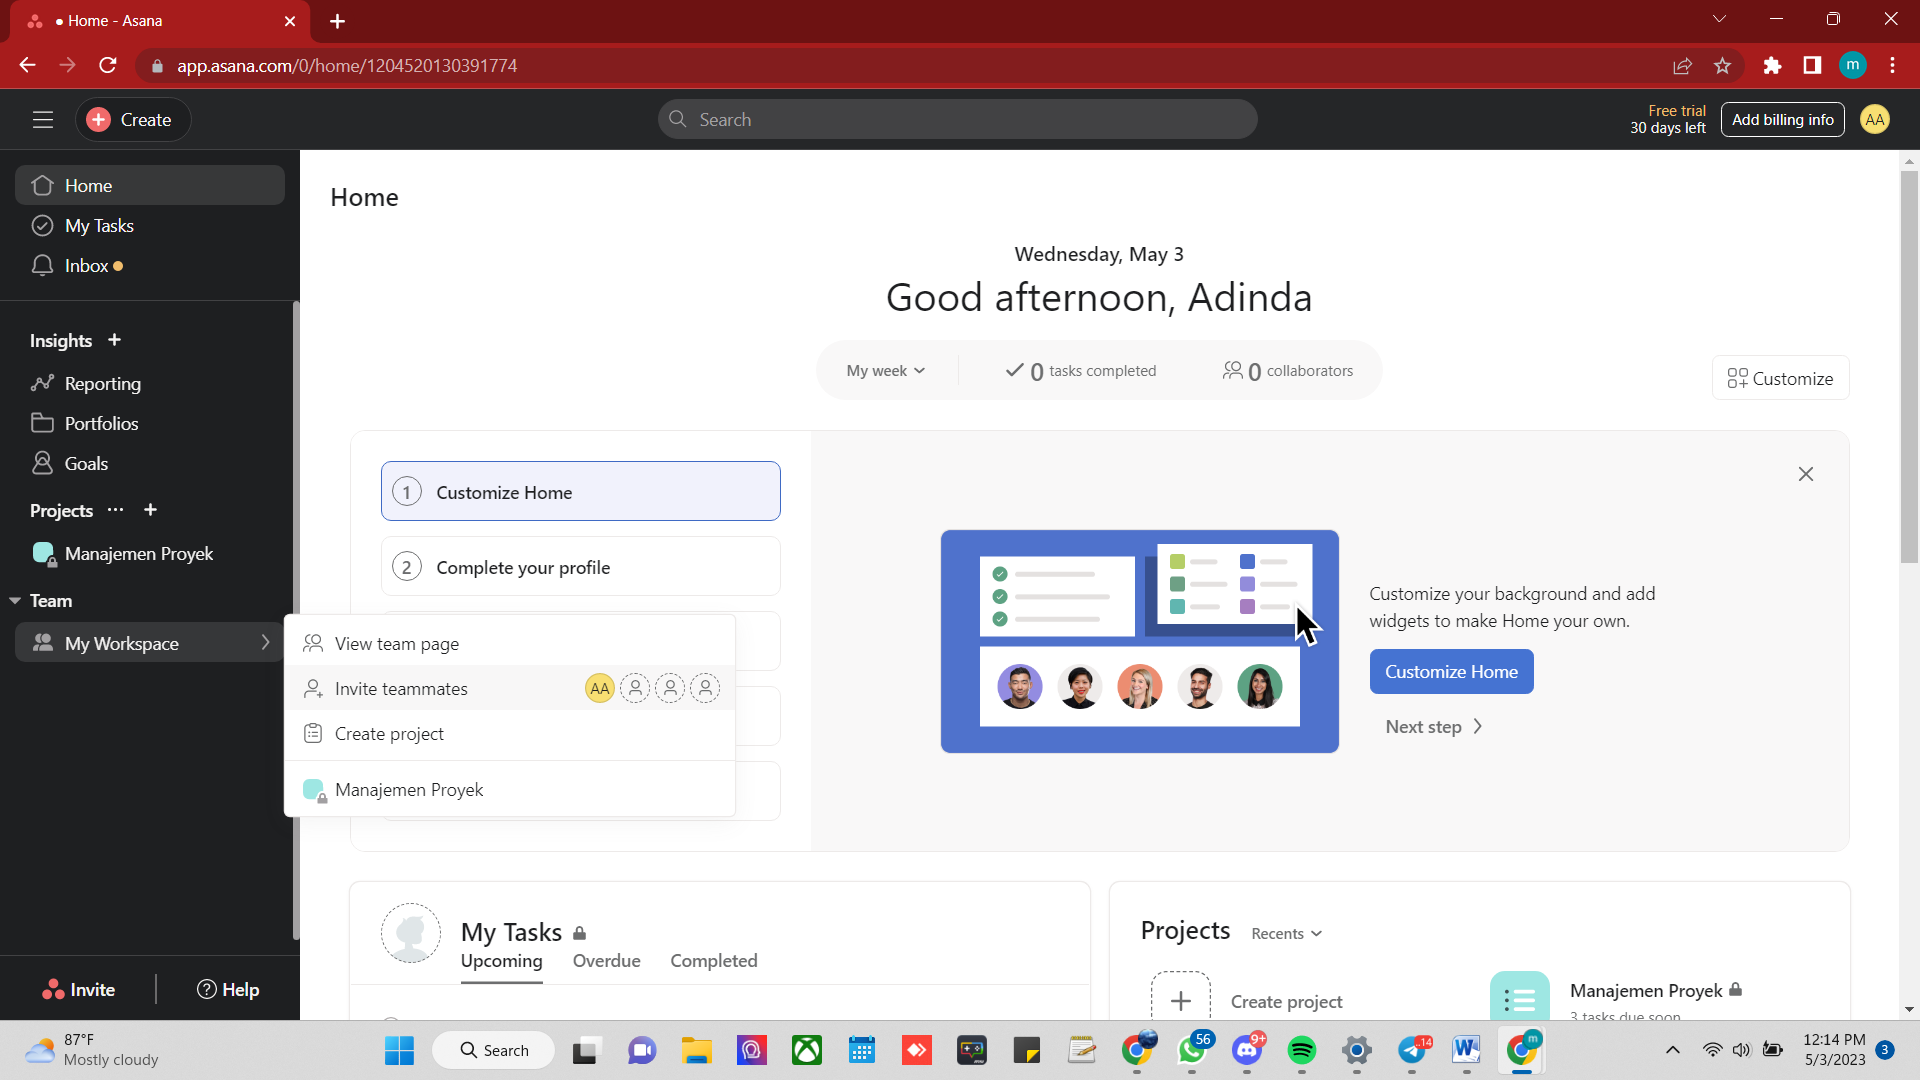 • Home - Asana
app.asana.com/0/home/1204520130391774
m
Create
Search
Free trial
30 days left
Add billing info
AA
Home
My Tasks
Inbox
Insights +
Reporting
Portfolios
Goals
Projects ... +
Manajemen Proyek
Team
My Workspace
Invite
Help
Home
Wednesday, May 3
Good afternoon, Adinda
My week
0 tasks completed
0 collaborators
Customize
1 Customize Home
2 Complete your profile
View team page
Invite teammates AA
Create project
Manajemen Proyek
Customize your background and add
widgets to make Home your own.
Customize Home
Next step
My Tasks
Upcoming Overdue Completed
Projects Recents
Create project
Manajemen Proyek
3 tasks due soon
87°F
Mostly cloudy
Search
56
9+
..14
m
12:14 PM
5/3/2023
3